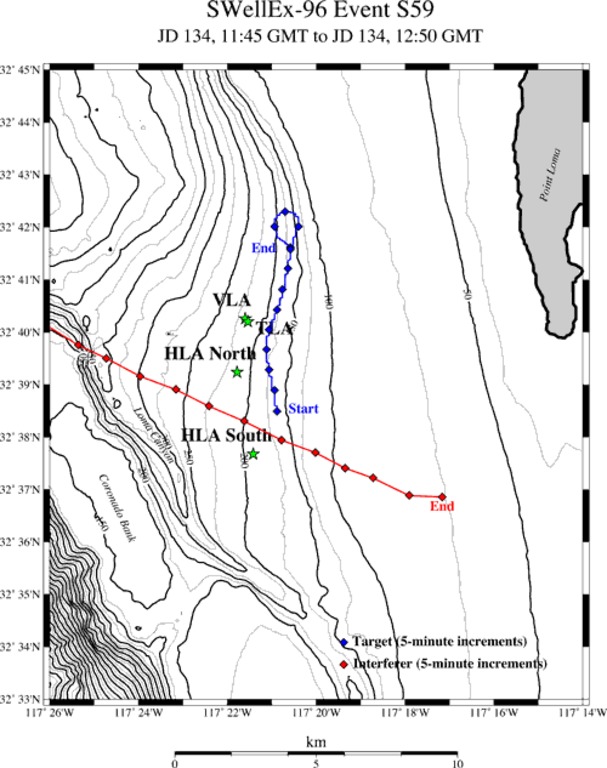 SWellEx-96 Event S59
JD 134, 11:45 GMT to JD 134, 12:50 GMT
32˚ 45'N
32˚ 44'N
32˚ 43'N
32˚ 42'N
32˚ 41'N
32˚ 40'N
32˚ 39'N
32˚ 38'N
32˚ 37'N
32˚ 36'N
32˚ 35'N
32˚ 34'N
32˚ 33'N
Point Loma
End
VLA
TLA
100
50
HLA North
Start
HLA South
Loma Canyon
200
250
200
Coronado Bank
150
End
Target (5-minute increments)
Interferer (5-minute increments)
117˚ 26'W
117˚ 24'W
117˚ 22'W
117˚ 20'W
117˚ 18'W
117˚ 16'W
117˚ 14'W
km
0
5
10